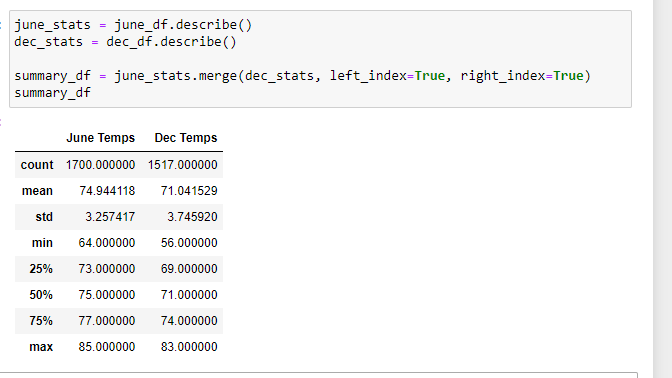 june_stats = june_df.describe()
dec_stats = dec_df.describe()
summary_df = june_stats.merge(dec_stats, left_index=True, right_index=True)
summary_df
June Temps Dec Temps
count 1700.000000 1517.000000
mean 74.944118 71.041529
std 3.257417 3.745920
min 64.000000 56.000000
25% 73.000000 69.000000
50% 75.000000 71.000000
75% 77.000000 74.000000
max 85.000000 83.000000